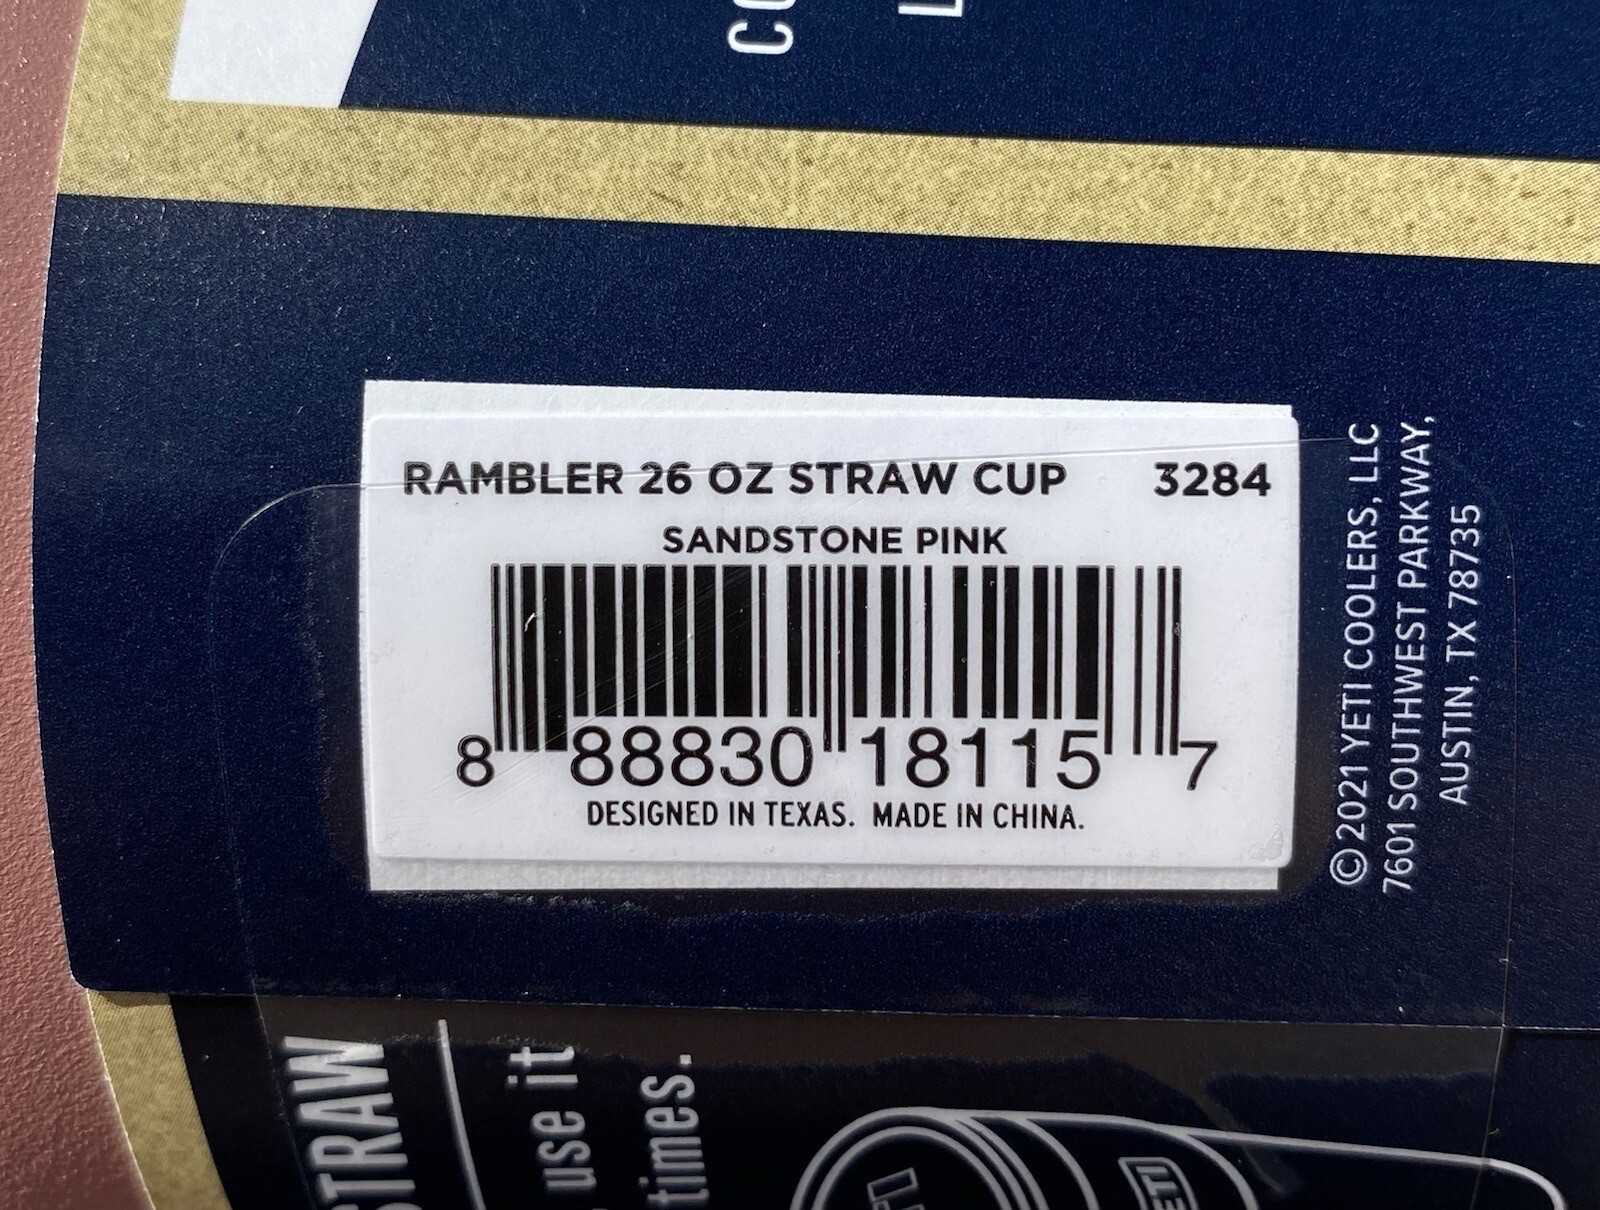 RAMBLER 26 OZ STRAW CUP 3284
SANDSTONE PINK
8 88830 18115 7
DESIGNED IN TEXAS. MADE IN CHINA.
©2021 YETI COOLERS, LLC
7601 SOUTHWEST PARKWAY,
AUSTIN, TX 78735
STRAW
use it
times.